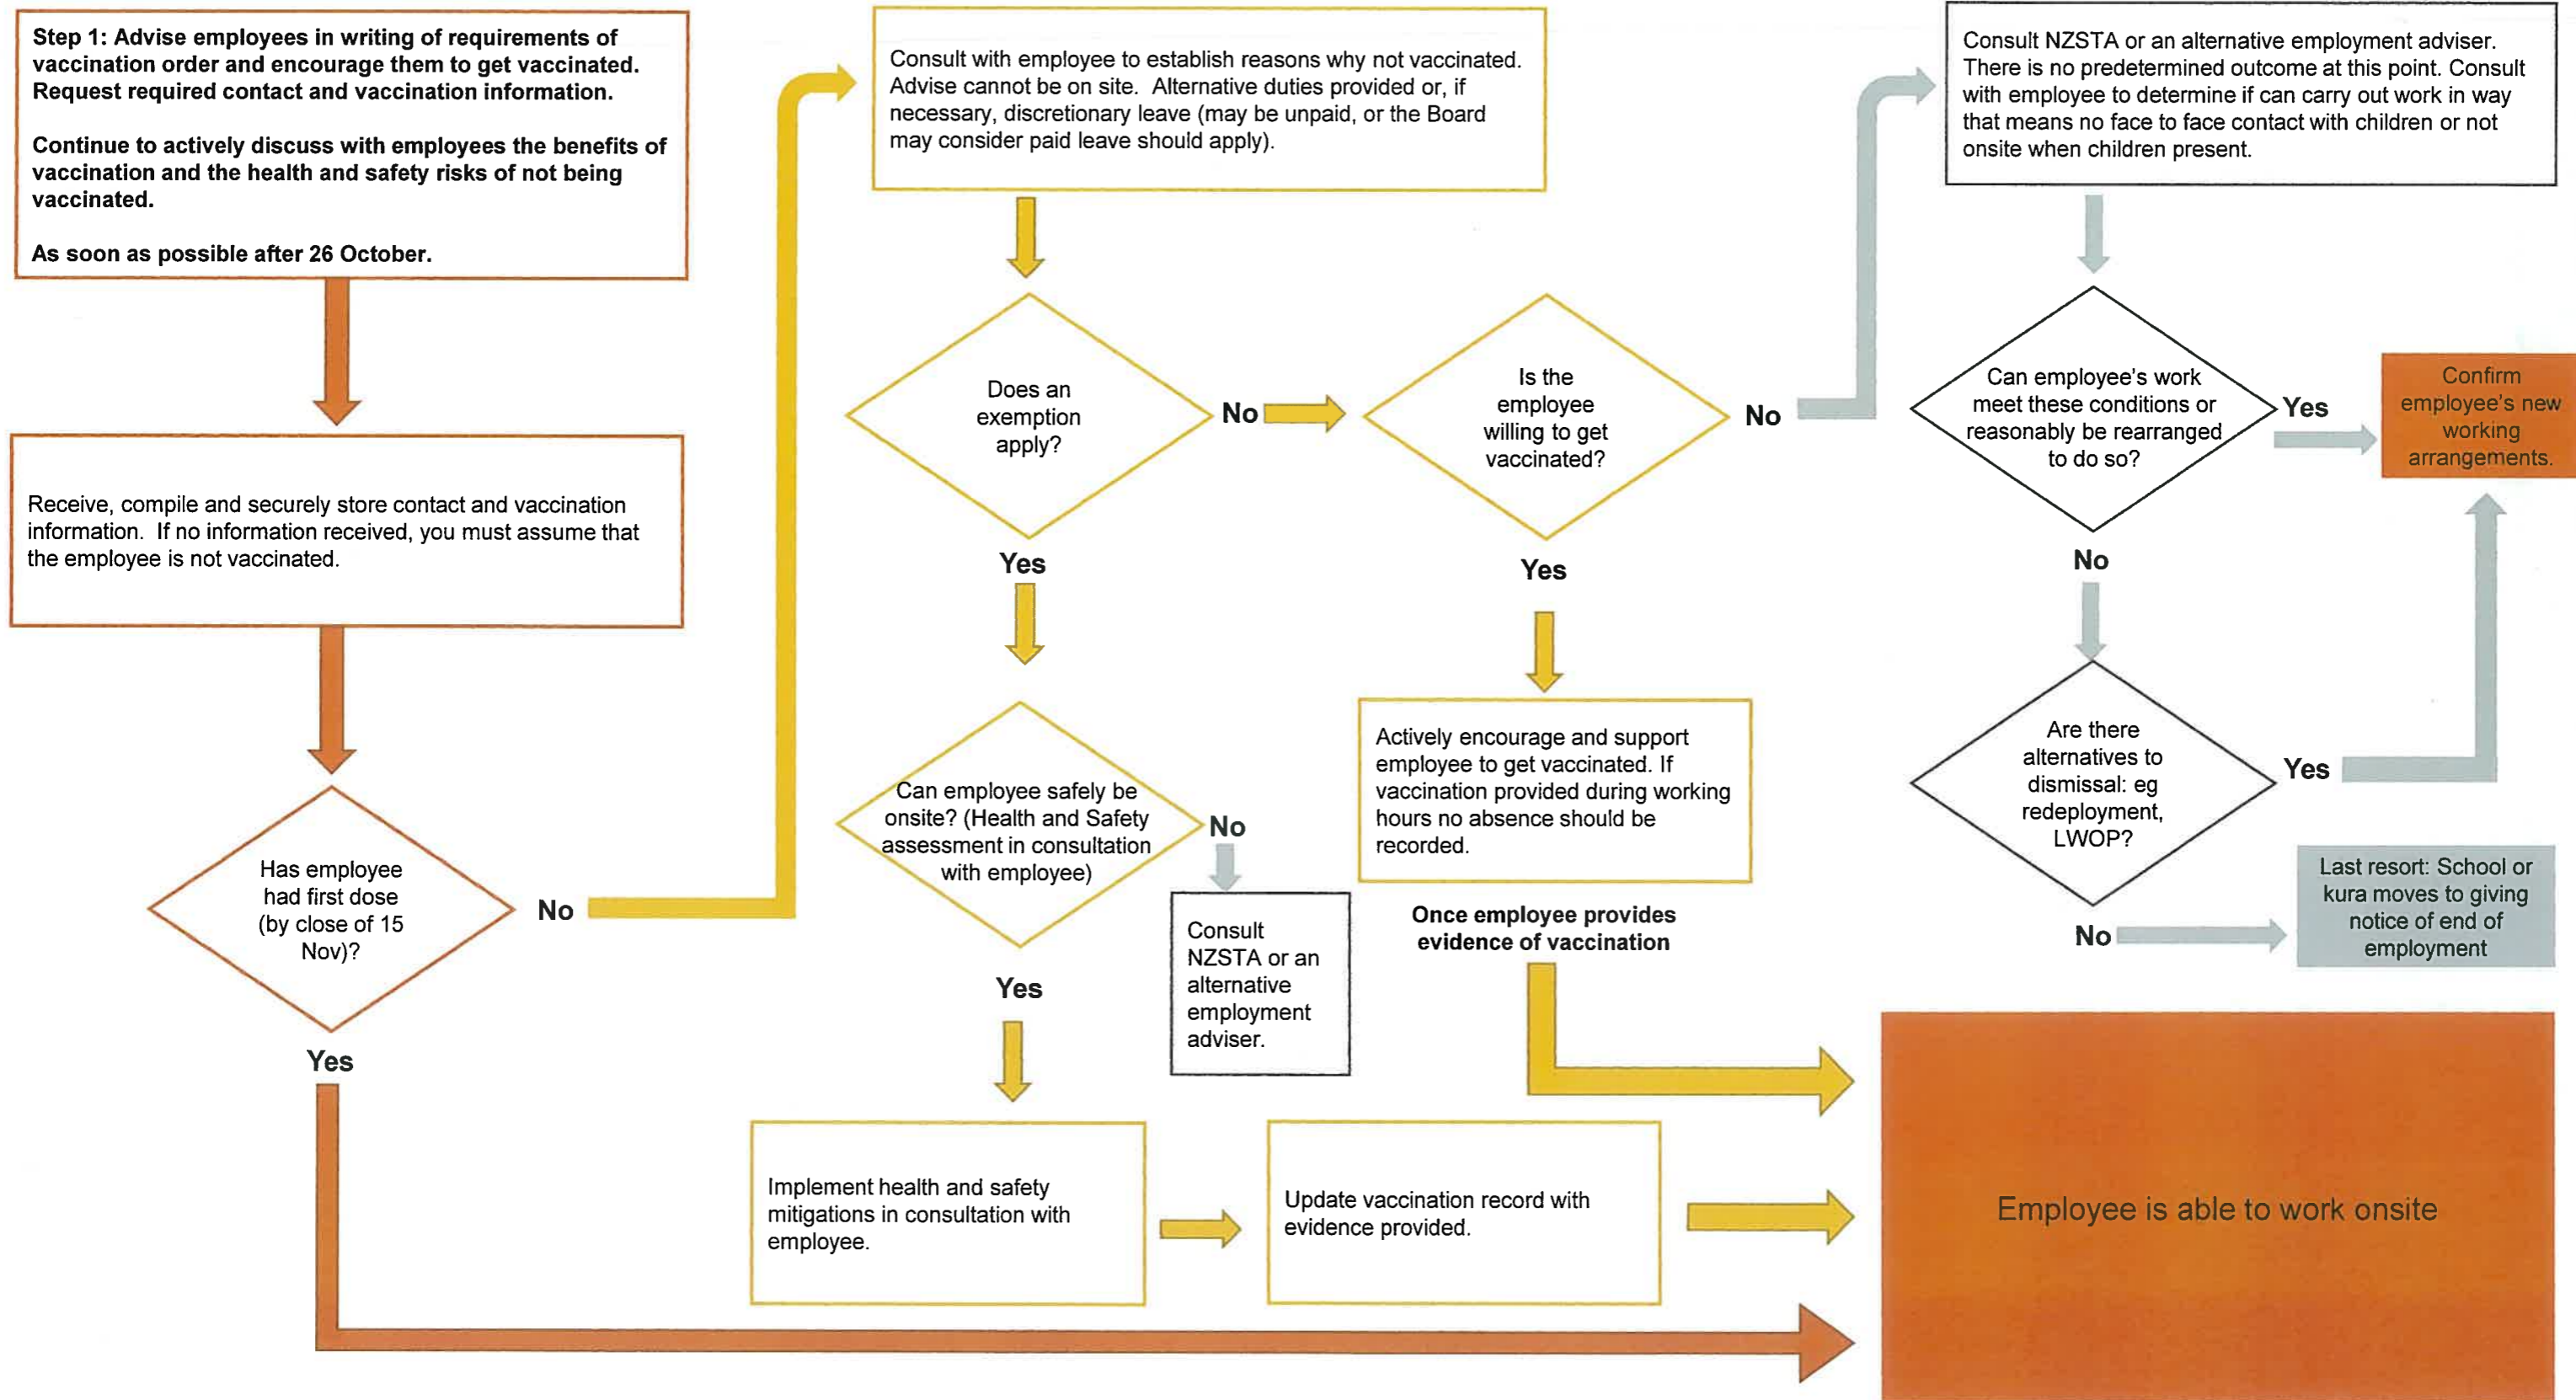 Step 1: Advise employees in writing of requirements of
vaccination order and encourage them to get vaccinated.
Request required contact and vaccination information.
Continue to actively discuss with employees the benefits of
vaccination and the health and safety risks of not being
vaccinated.
As soon as possible after 26 October.
Receive, compile and securely store contact and vaccination
information. If no information received, you must assume that
the employee is not vaccinated.
Has employee
had first dose
(by close of 15
Nov)?
No
Yes
Consult with employee to establish reasons why not vaccinated.
Advise cannot be on site. Alternative duties provided or, if
necessary, discretionary leave (may be unpaid, or the Board
may consider paid leave should apply).
Does an
exemption
apply?
No
Yes
Is the
employee
willing to get
vaccinated?
No
Yes
Can employee safely be
onsite? (Health and Safety
assessment in consultation
with employee)
No
Yes
Consult
NZSTA or an
alternative
employment
adviser.
Actively encourage and support
employee to get vaccinated. If
vaccination provided during working
hours no absence should be
recorded.
Once employee provides
evidence of vaccination
Implement health and safety
mitigations in consultation with
employee.
Update vaccination record with
evidence provided.
Consult NZSTA or an alternative employment adviser.
There is no predetermined outcome at this point. Consult
with employee to determine if can carry out work in way
that means no face to face contact with children or not
onsite when children present.
Can employee's work
meet these conditions or
reasonably be rearranged
to do so?
Yes
No
Confirm
employee's new
working
arrangements.
Are there
alternatives to
dismissal: eg
redeployment,
LWOP?
Yes
No
Last resort: School or
kura moves to giving
notice of end of
employment
Employee is able to work onsite